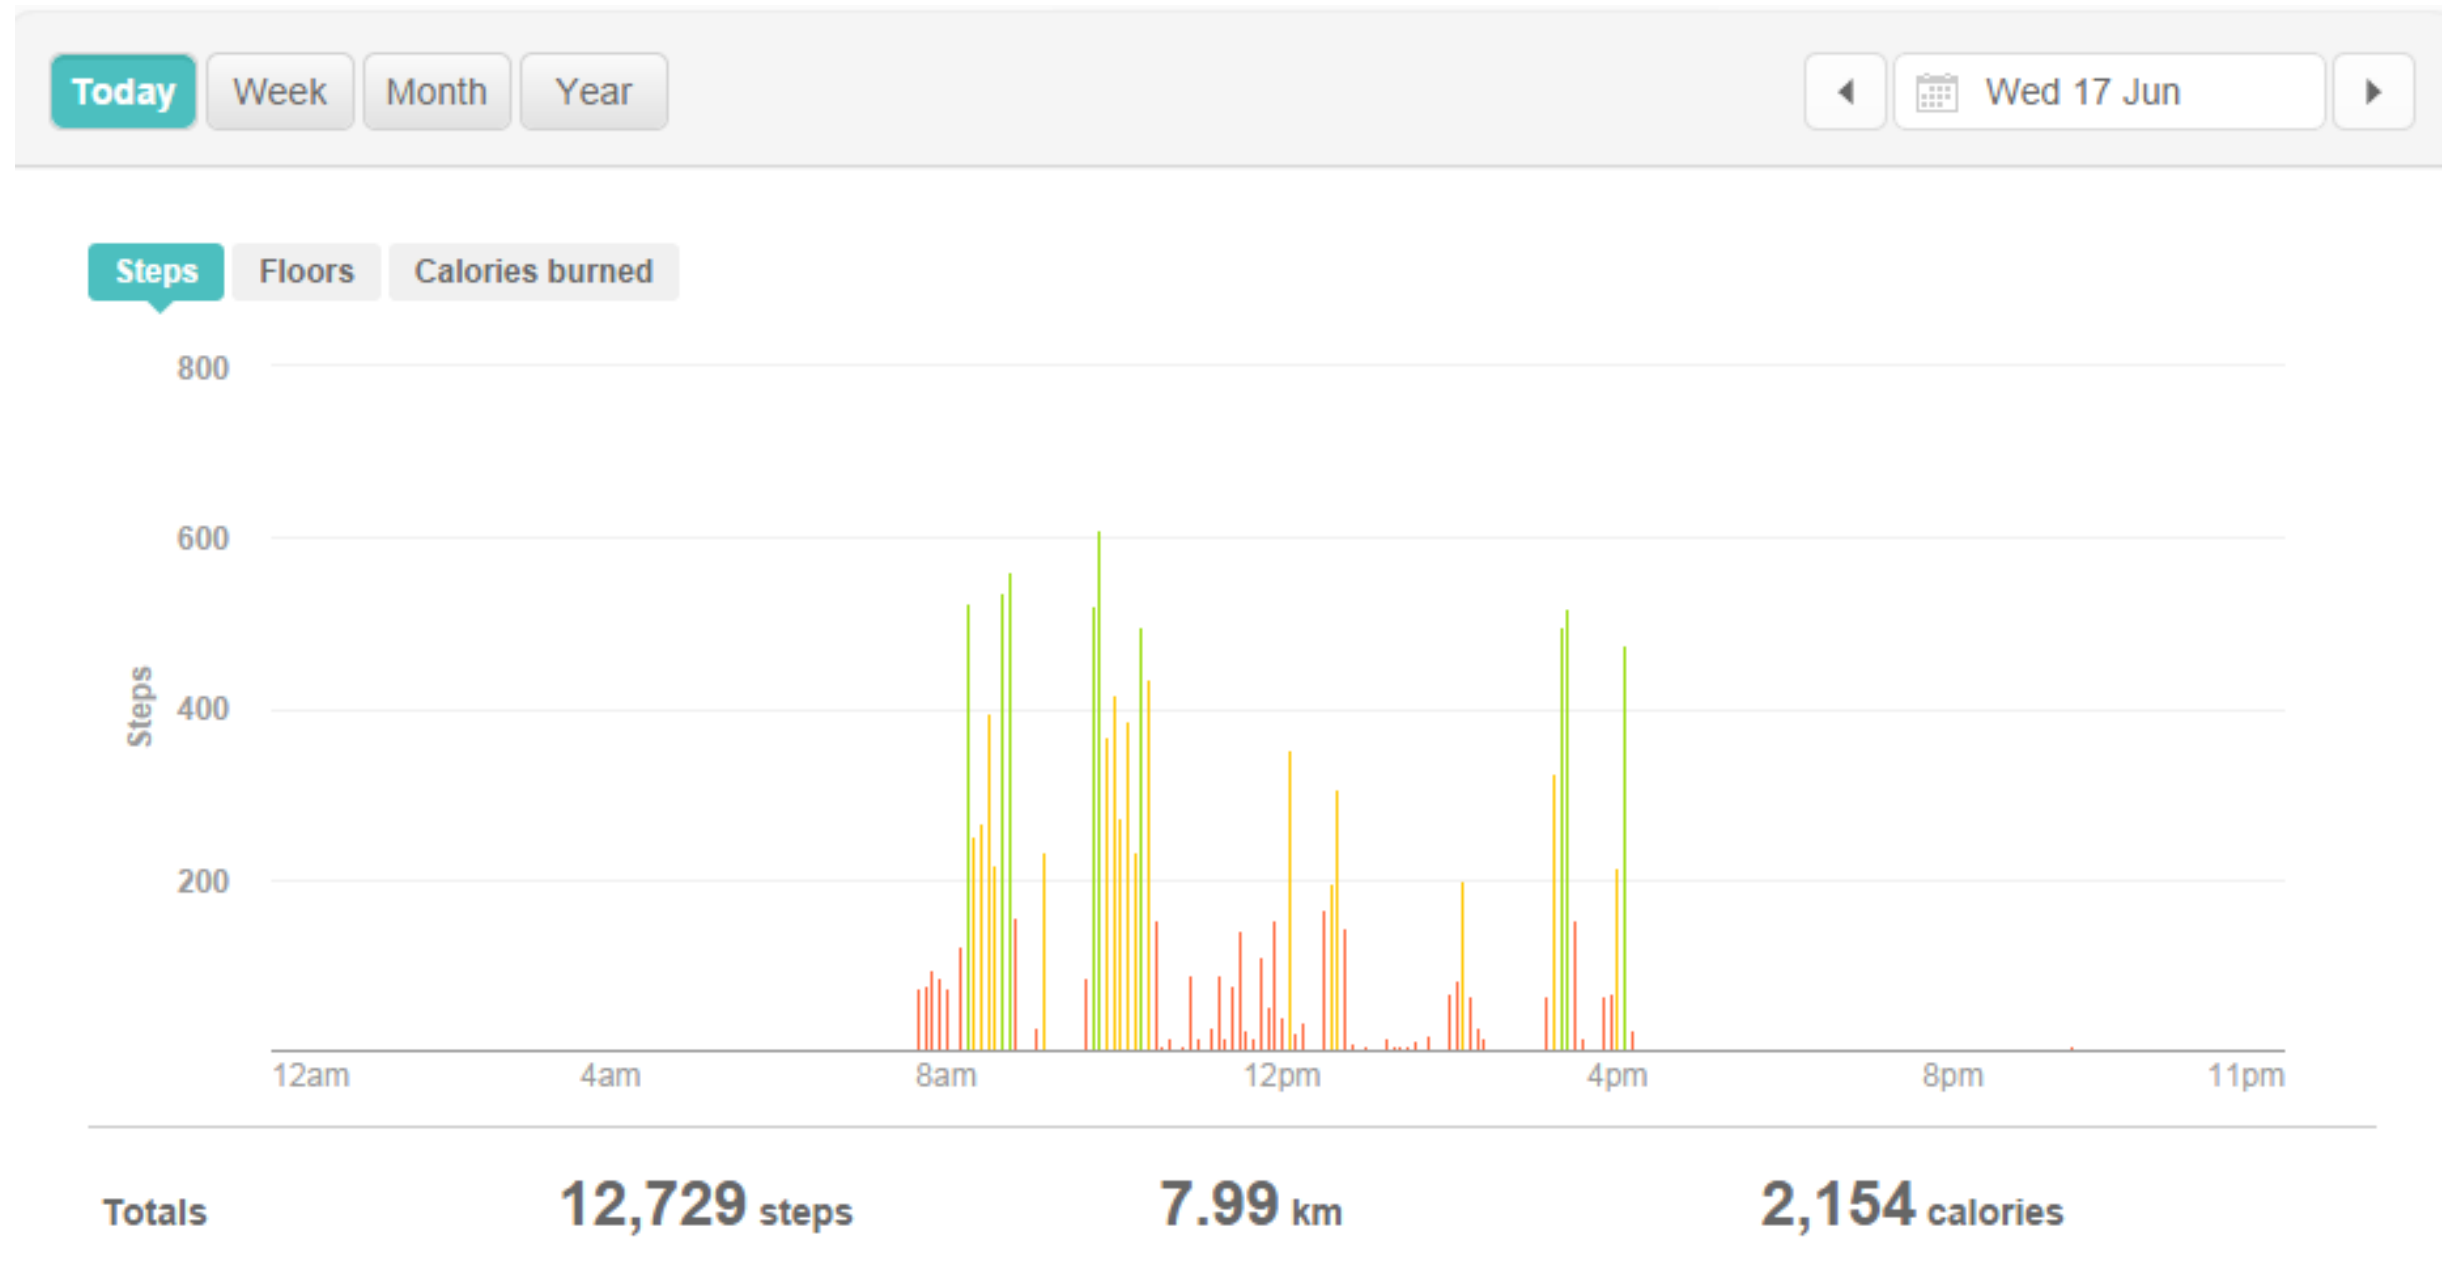 Today Week Month Year Wed 17 Jun
Steps Floors Calories burned
800
600
400
200
Steps
12am 4am 8am 12pm 4pm 8pm 11pm
Totals 12,729 steps 7.99 km 2,154 calories